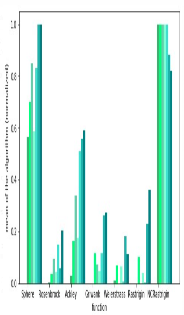 mean of the algorithm (normalized)
1.0
0.8
0.6
0.4
0.2
0.0
Sphere Rosenbrock Ackley Griwank Weierstrass Rastrigin NCRastrigin
function